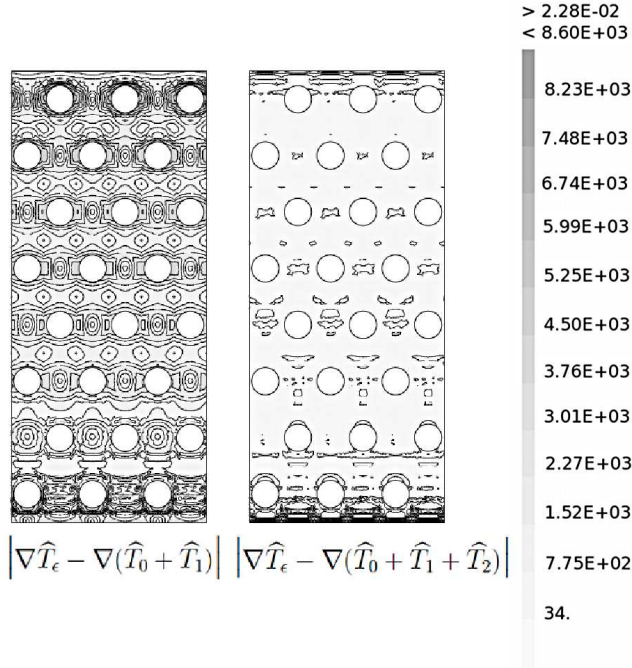 > 2.28E-02
< 8.60E+03
8.23E+03
7.48E+03
6.74E+03
5.99E+03
5.25E+03
4.50E+03
3.76E+03
3.01E+03
2.27E+03
1.52E+03
7.75E+02
34.
|∇T̂_ϵ − ∇(T̂_0 + T̂_1)|
|∇T̂_ϵ − ∇(T̂_0 + T̂_1 + T̂_2)|